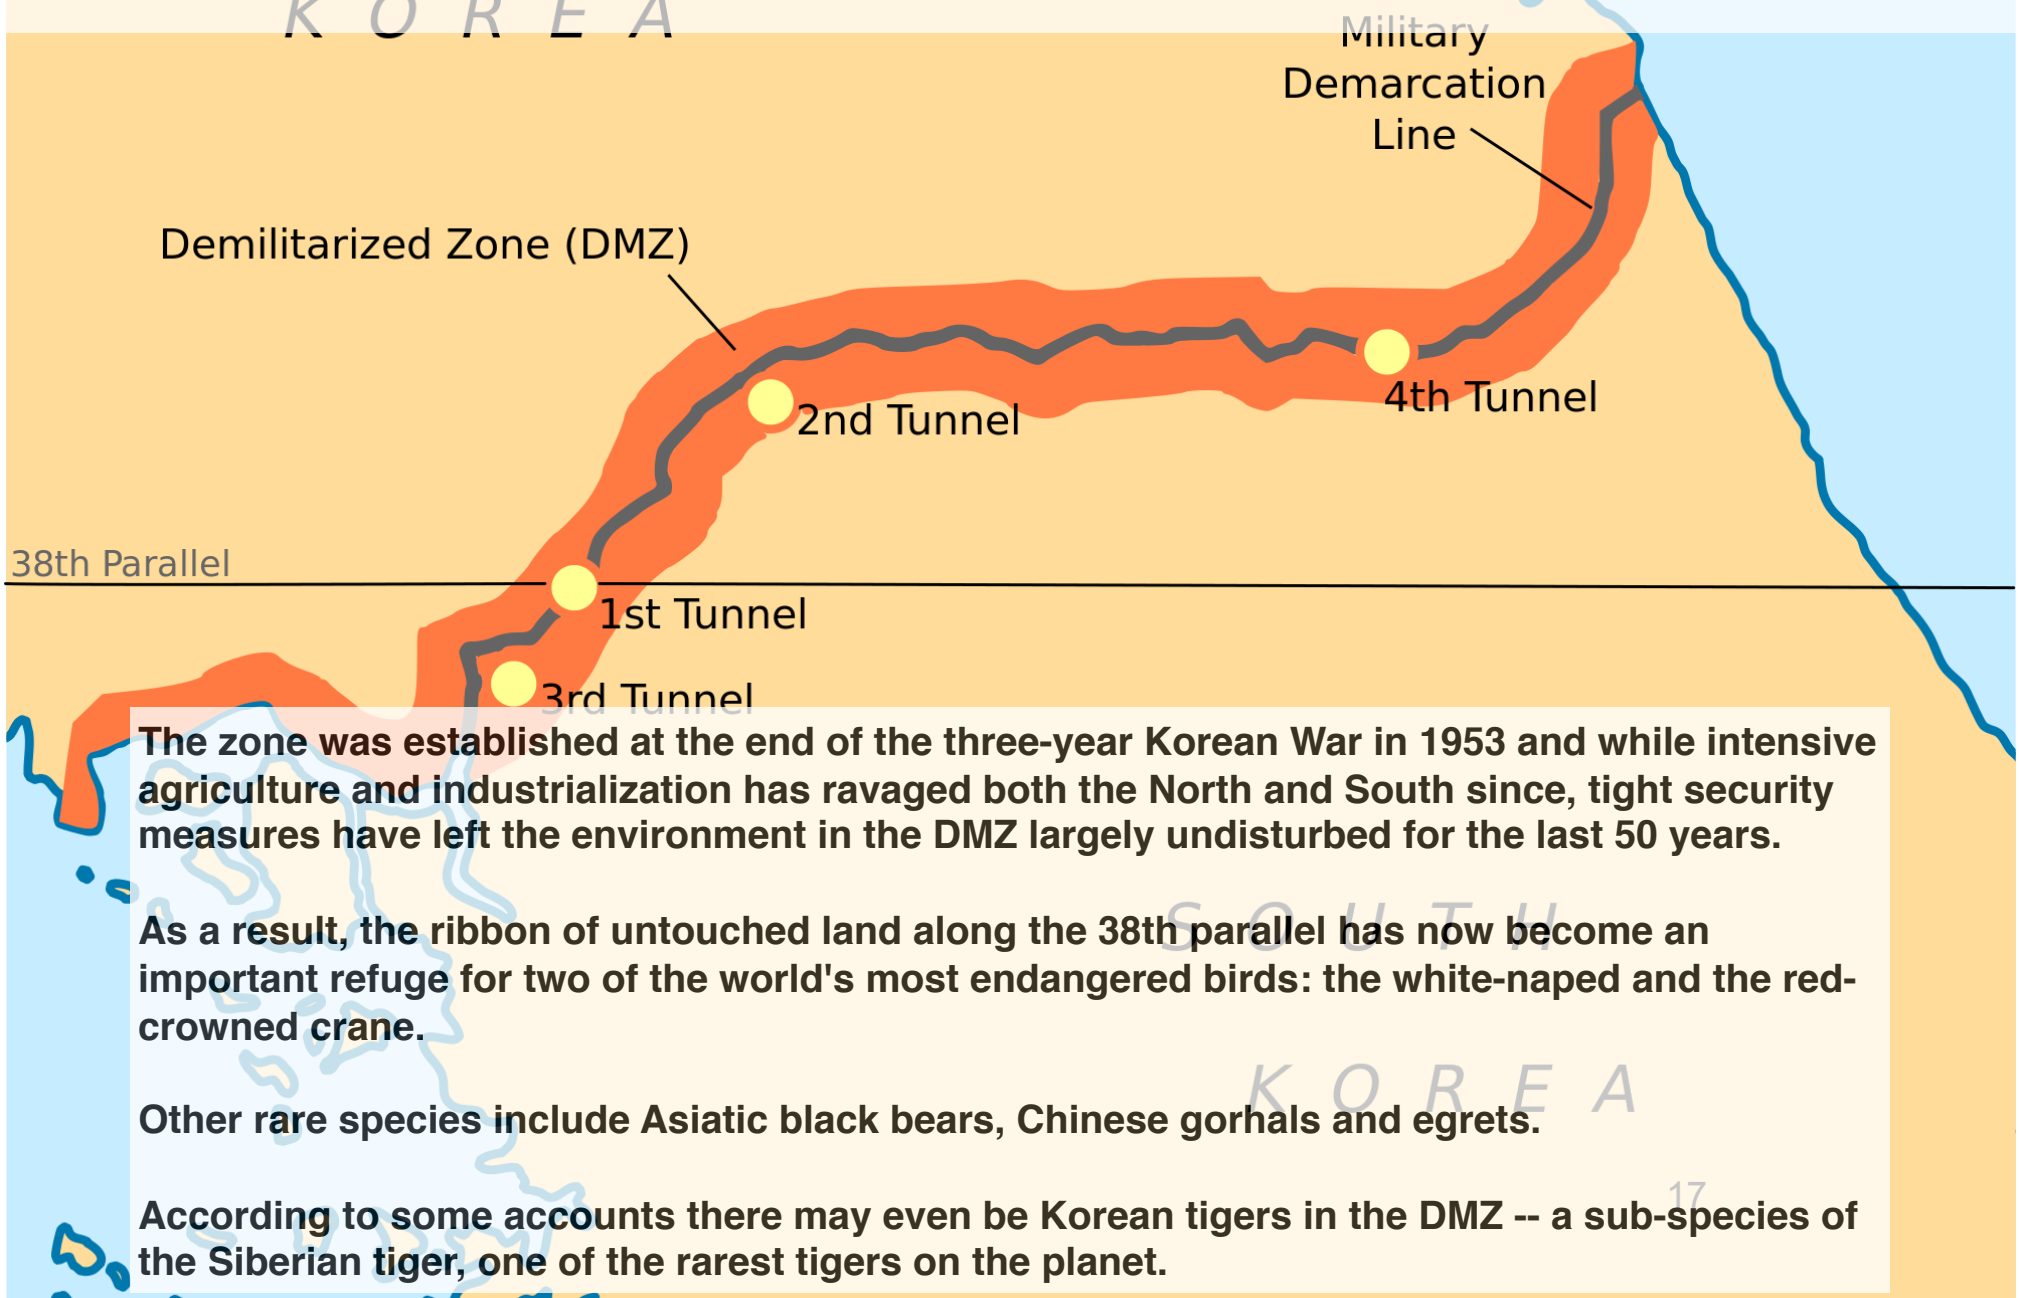 K O R E A
Military
Demarcation
Line
Demilitarized Zone (DMZ)
4th Tunnel
2nd Tunnel
38th Parallel
1st Tunnel
3rd Tunnel
The zone was established at the end of the three-year Korean War in 1953 and while intensive
agriculture and industrialization has ravaged both the North and South since, tight security
measures have left the environment in the DMZ largely undisturbed for the last 50 years.
S O U T H
As a result, the ribbon of untouched land along the 38th parallel has now become an
important refuge for two of the world's most endangered birds: the white-naped and the red-
crowned crane.
K O R E A
Other rare species include Asiatic black bears, Chinese gorhals and egrets.
17
According to some accounts there may even be Korean tigers in the DMZ -- a sub-species of
the Siberian tiger, one of the rarest tigers on the planet.